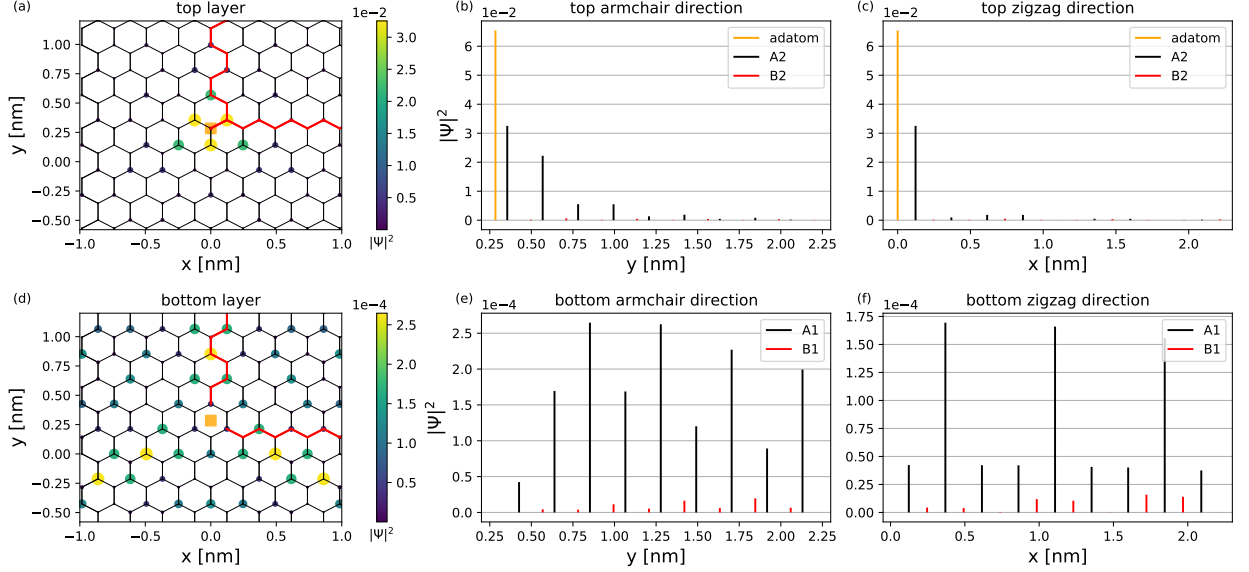 (a)
top layer
1.00
0.75
0.50
0.25
0.00
−0.25
−0.50
y [nm]
−1.0
−0.5
0.0
0.5
1.0
x [nm]
1e−2
3.0
2.5
2.0
1.5
1.0
0.5
|Ψ|²
(b)
top armchair direction
1e−2
6
5
4
3
2
1
0
|Ψ|²
adatom
A2
B2
0.25
0.50
0.75
1.00
1.25
1.50
1.75
2.00
2.25
y [nm]
(c)
top zigzag direction
1e−2
6
5
4
3
2
1
0
adatom
A2
B2
0.0
0.5
1.0
1.5
2.0
x [nm]
(d)
bottom layer
1.00
0.75
0.50
0.25
0.00
−0.25
−0.50
y [nm]
−1.0
−0.5
0.0
0.5
1.0
x [nm]
1e−4
2.5
2.0
1.5
1.0
0.5
|Ψ|²
(e)
bottom armchair direction
1e−4
2.5
2.0
1.5
1.0
0.5
0.0
|Ψ|²
A1
B1
0.25
0.50
0.75
1.00
1.25
1.50
1.75
2.00
2.25
y [nm]
(f)
bottom zigzag direction
1e−4
1.75
1.50
1.25
1.00
0.75
0.50
0.25
0.00
A1
B1
0.0
0.5
1.0
1.5
2.0
x [nm]